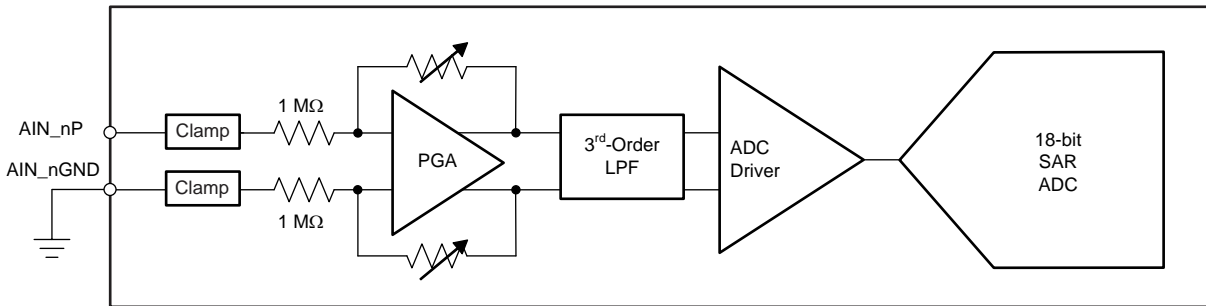 AIN_nP
AIN_nGND
Clamp
Clamp
1 MΩ
1 MΩ
PGA
3rd-Order
LPF
ADC
Driver
18-bit
SAR
ADC